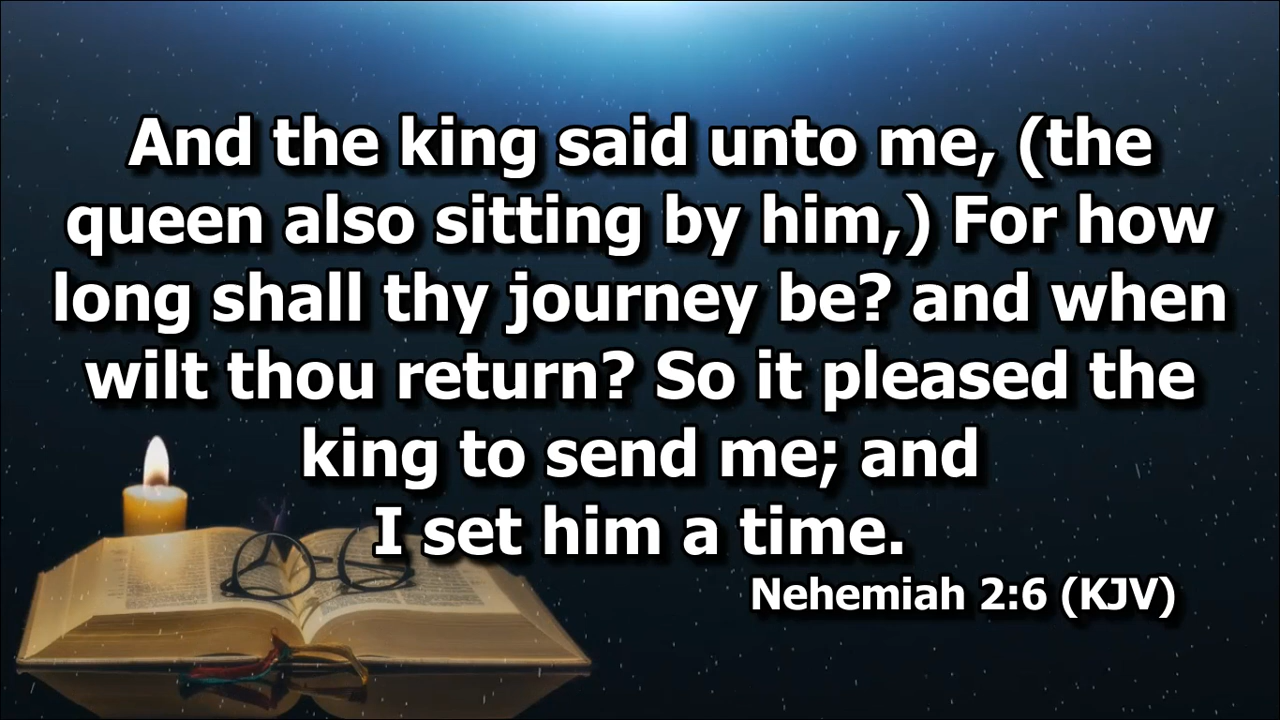 And the king said unto me, (the
queen also sitting by him,) For how
long shall thy journey be? and when
wilt thou return? So it pleased the
king to send me; and
I set him a time.
Nehemiah 2:6 (KJV)